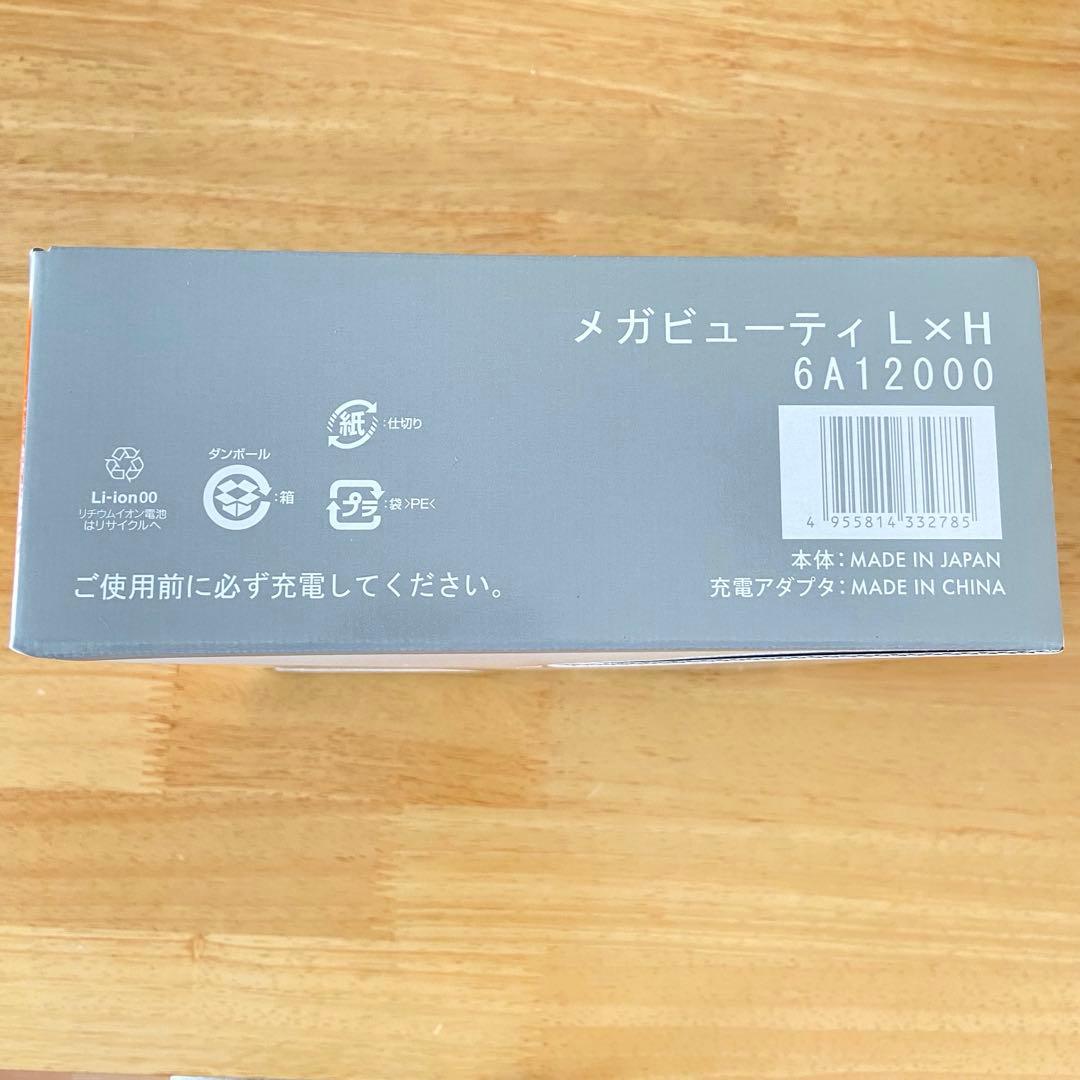 メガビューティ L×H
6A12000
4 955814 332785
本体：MADE IN JAPAN
充電アダプタ：MADE IN CHINA
紙：仕切り
ダンボール
：箱
プラ：袋>PE<
Li-ion00
リチウムイオン電池
はリサイクルへ
ご使用前に必ず充電してください。